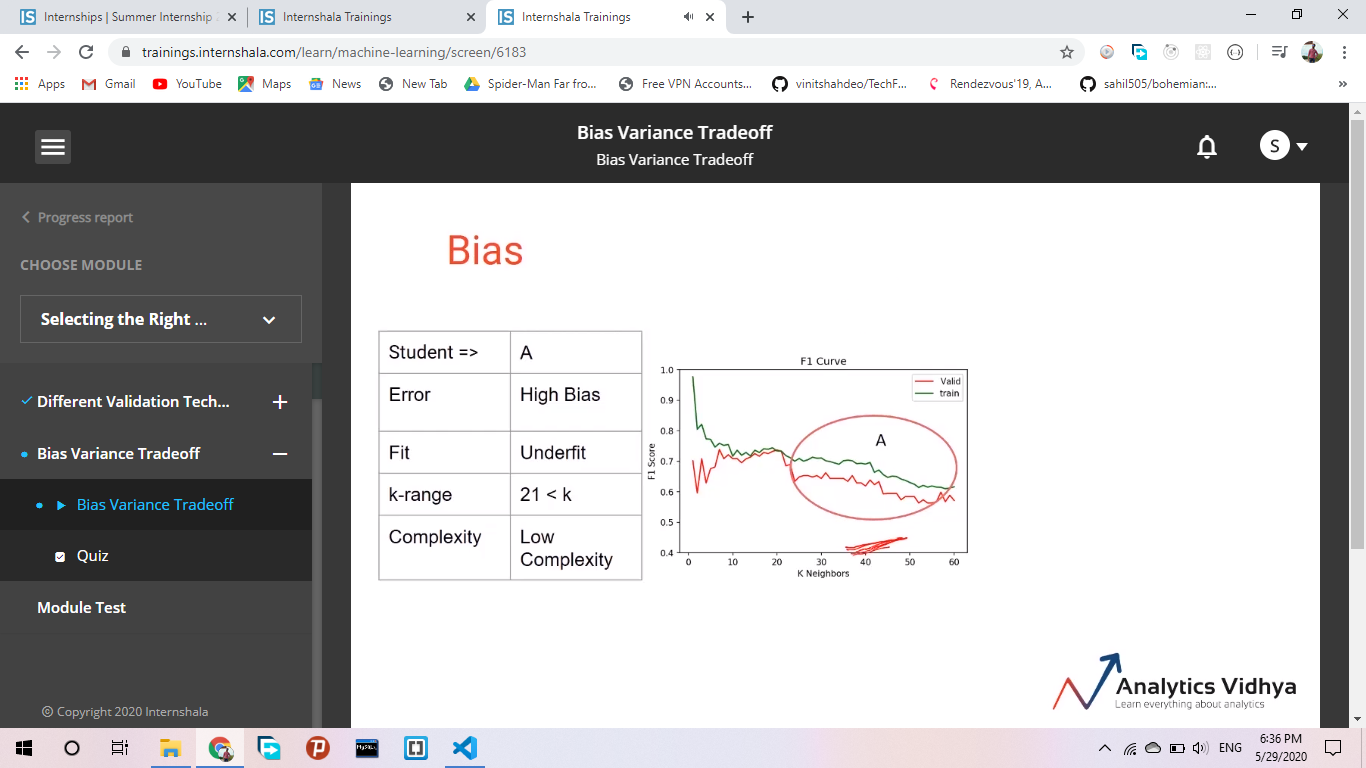 Internships | Summer Internship
Internshala Trainings
Internshala Trainings
trainings.internshala.com/learn/machine-learning/screen/6183
Apps
Gmail
YouTube
Maps
News
New Tab
Spider-Man Far fro...
Free VPN Accounts...
vinitshahdeo/TechF...
Rendezvous'19, A...
sahil505/bohemian:...
»
Bias Variance Tradeoff
Bias Variance Tradeoff
S
Progress report
CHOOSE MODULE
Selecting the Right ...
Different Validation Tech...
Bias Variance Tradeoff
Bias Variance Tradeoff
Quiz
Module Test
© Copyright 2020 Internshala
Bias
Student => A
Error High Bias
Fit Underfit
k-range 21 < k
Complexity Low
Complexity
F1 Curve
Valid
train
A
F1 Score
1.0
0.9
0.8
0.7
0.6
0.5
0.4
0 10 20 30 40 50 60
K Neighbors
Analytics Vidhya
Learn everything about analytics
MySQL
ENG
6:36 PM
5/29/2020